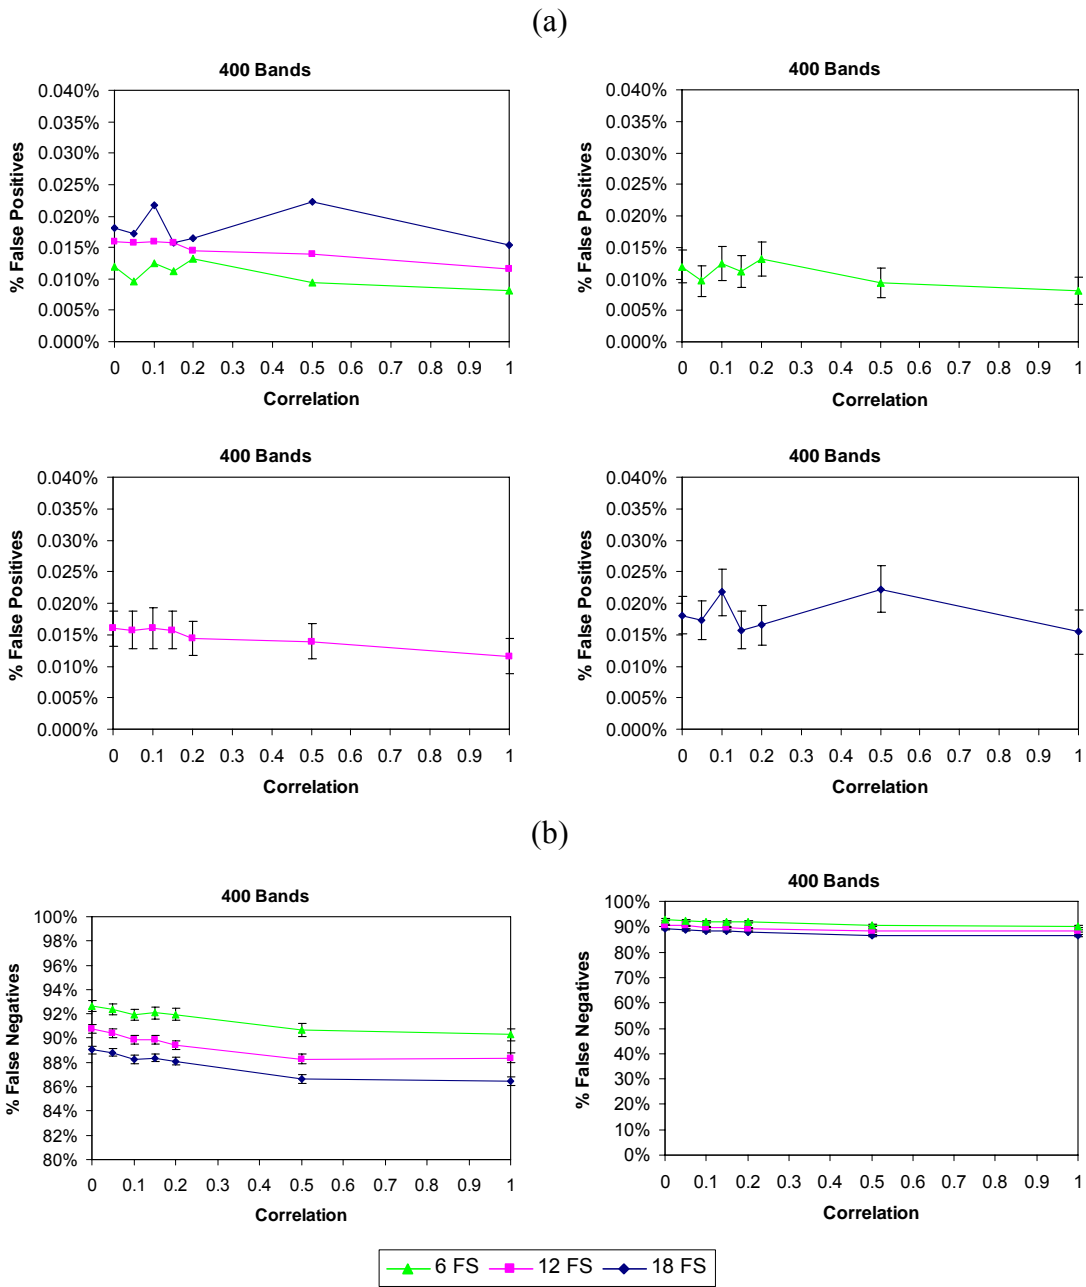 (a)
400 Bands
0.040%
0.035%
0.030%
0.025%
0.020%
0.015%
0.010%
0.005%
0.000%
% False Positives
0 0.1 0.2 0.3 0.4 0.5 0.6 0.7 0.8 0.9 1
Correlation
400 Bands
0.040%
0.035%
0.030%
0.025%
0.020%
0.015%
0.010%
0.005%
0.000%
% False Positives
0 0.1 0.2 0.3 0.4 0.5 0.6 0.7 0.8 0.9 1
Correlation
400 Bands
0.040%
0.035%
0.030%
0.025%
0.020%
0.015%
0.010%
0.005%
0.000%
% False Positives
0 0.1 0.2 0.3 0.4 0.5 0.6 0.7 0.8 0.9 1
Correlation
400 Bands
0.040%
0.035%
0.030%
0.025%
0.020%
0.015%
0.010%
0.005%
0.000%
% False Positives
0 0.1 0.2 0.3 0.4 0.5 0.6 0.7 0.8 0.9 1
Correlation
(b)
400 Bands
100%
98%
96%
94%
92%
90%
88%
86%
84%
82%
80%
% False Negatives
0 0.1 0.2 0.3 0.4 0.5 0.6 0.7 0.8 0.9 1
Correlation
400 Bands
100%
90%
80%
70%
60%
50%
40%
30%
20%
10%
0%
% False Negatives
0 0.1 0.2 0.3 0.4 0.5 0.6 0.7 0.8 0.9 1
Correlation
6 FS 12 FS 18 FS